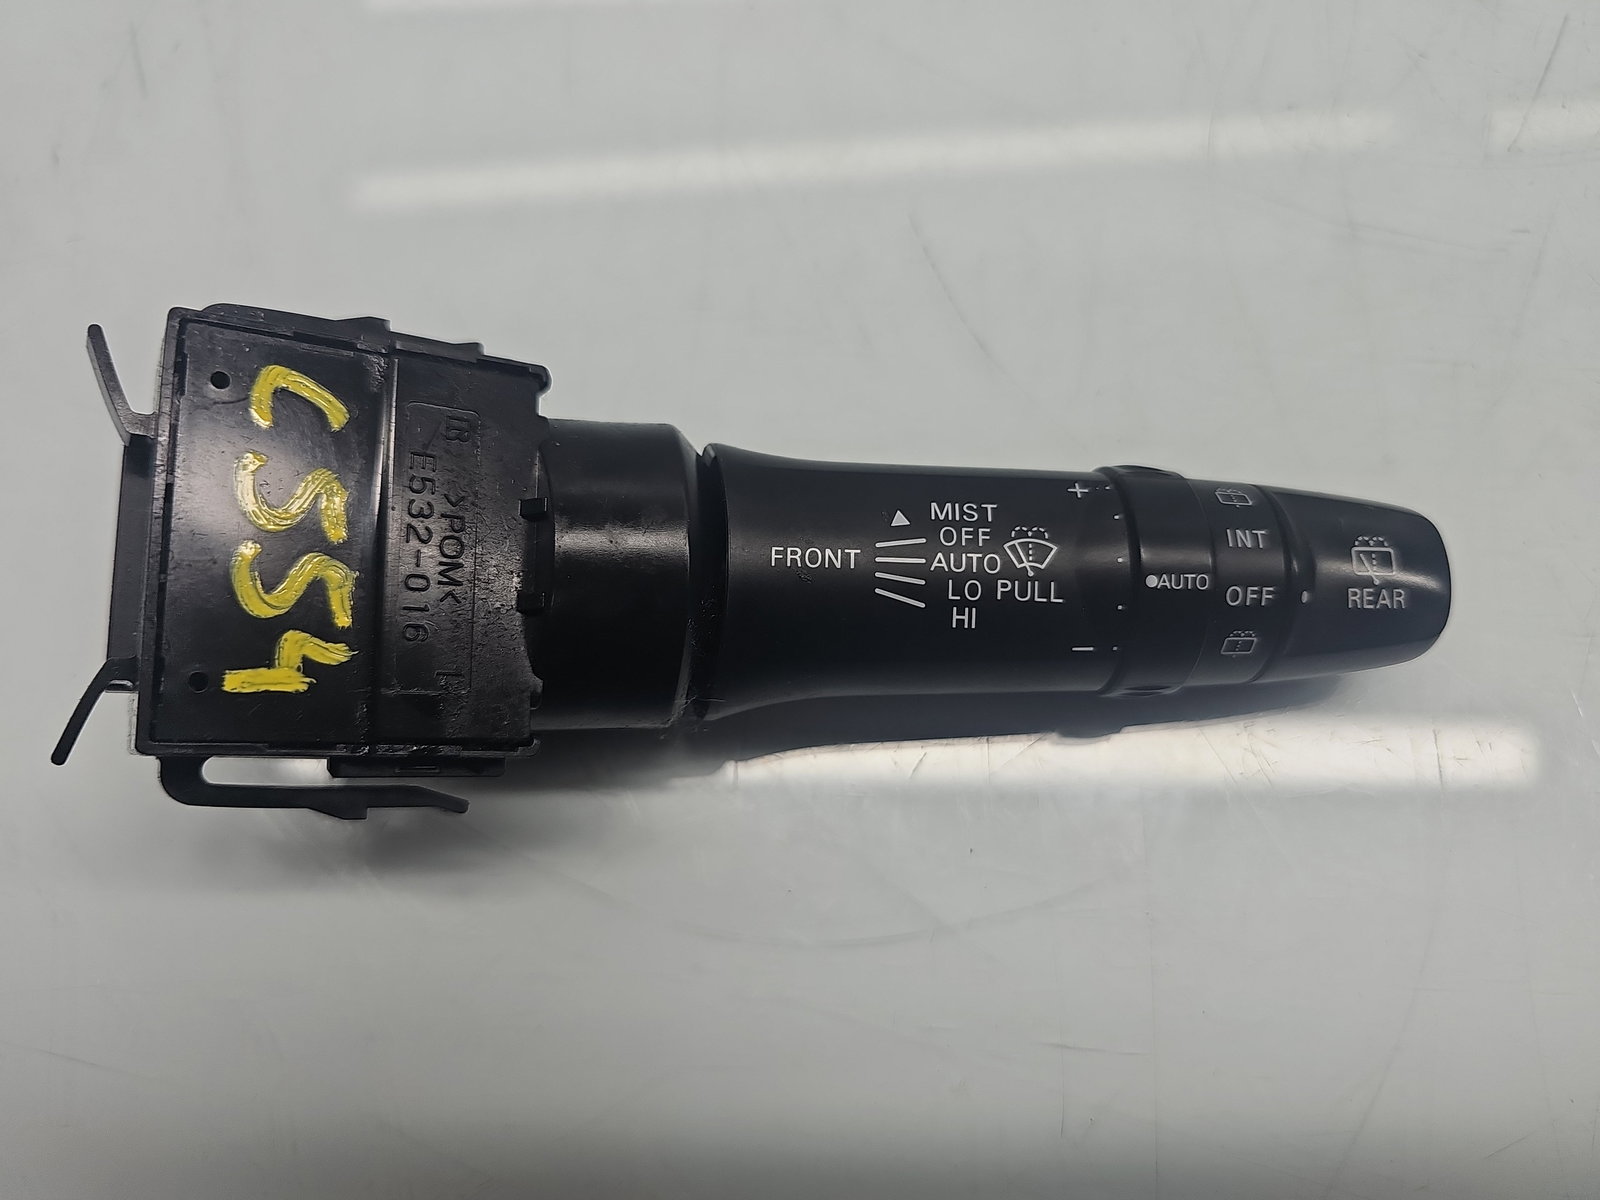 C554
>POM<
E532-016
FRONT
MIST
OFF
AUTO
LO PULL
HI
+
−
●AUTO
INT
OFF
REAR